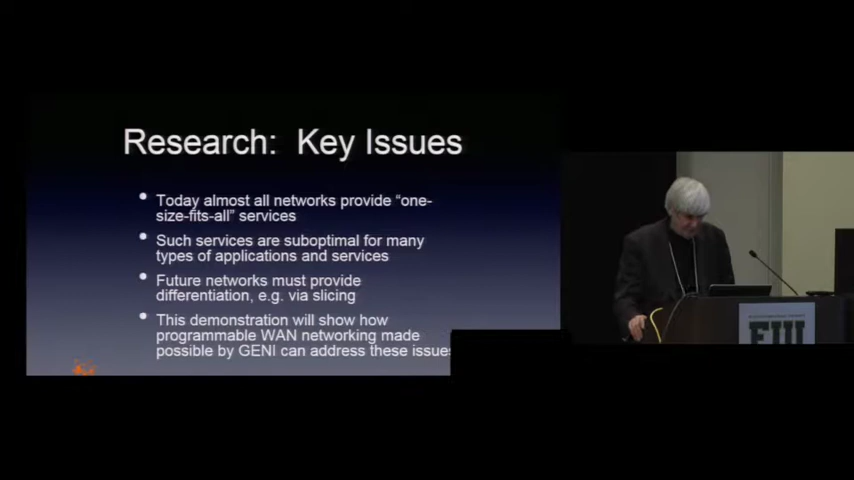 Research: Key Issues
• Today almost all networks provide “one-
size-fits-all” services
• Such services are suboptimal for many
types of applications and services
• Future networks must provide
differentiation, e.g. via slicing
• This demonstration will show how
programmable WAN networking made
possible by GENI can address these issues
FIU